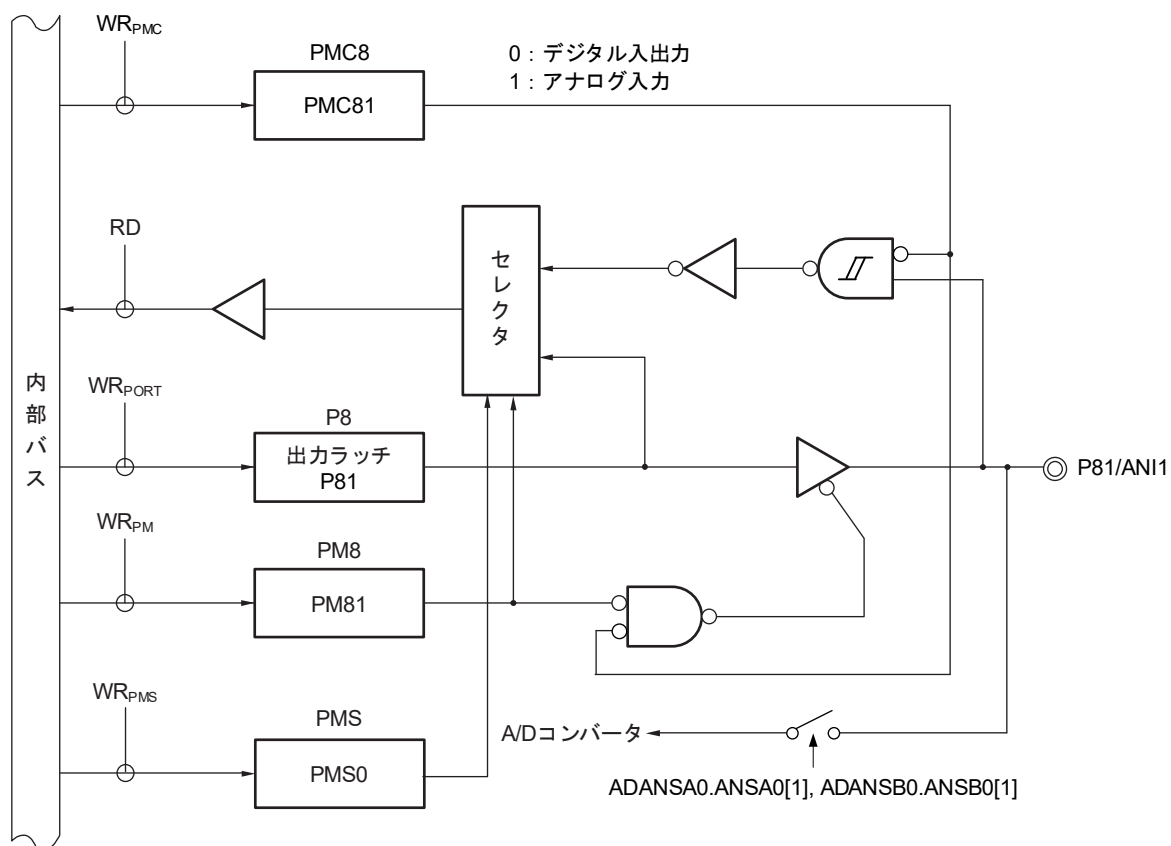 WRPMC
PMC8
0：デジタル入出力
1：アナログ入力
PMC81
RD
セレクタ
内部バス
WRPORT
P8
出力ラッチ
P81
P81/ANI1
WRPM
PM8
PM81
WRPMS
PMS
PMS0
A/Dコンバータ
ADANSA0.ANSA0[1], ADANSB0.ANSB0[1]